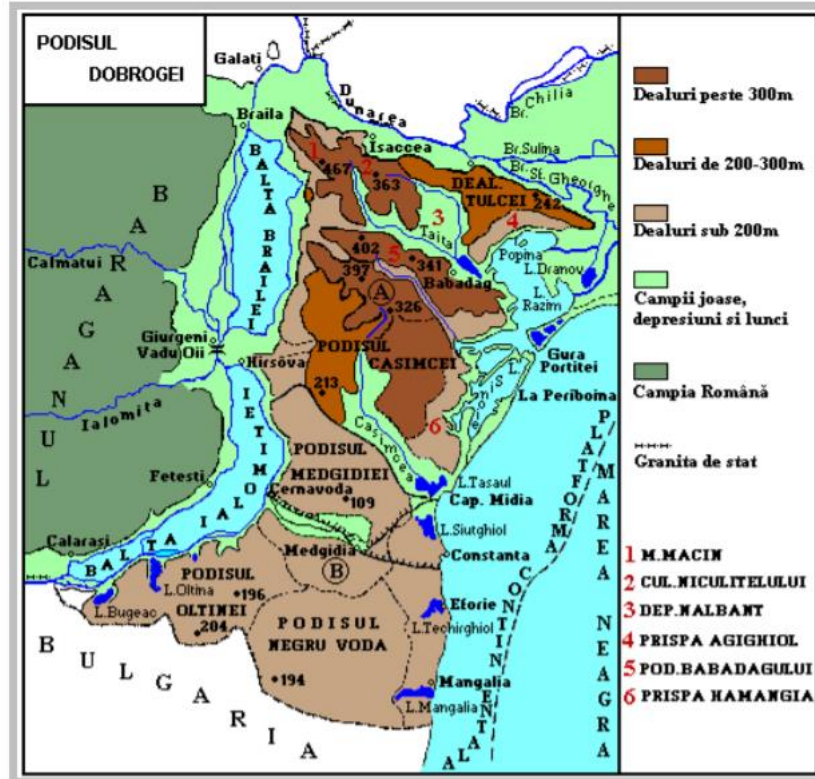 PODISUL
DOBROGEI
Galati
Dunarea
Br. Chilia
Braila
Isaccea
Br.Sulina
Br.St.Gheorghe
1
467
2
363
DEAL.
TULCEI
242
3
4
BALTA BRAILEI
Taita
402
5
341
Popina
L.Dranov
397
Babadag
L.
Razim
A
326
BARAGANUL
Calmatui
Giurgeni
Vadu Oii
Hirsova
PODISUL
CASIMCEI
Gura
Portitei
213
L. Sinoe
La Periboina
6
Ialomita
Casimcea
PODISUL
MEDGIDIEI
Fetesti
Cernavoda
109
L.Tasaul
Cap. Midia
L.Siutghiol
BALTA IALOMITEI
Calarasi
Medgidia
Constanta
B
L.Oltina
PODISUL
OLTINEI
196
L.Bugeac
204
Eforie
L.Techirghiol
PODISUL
NEGRU VODA
194
Mangalia
L.Mangalia
BULGARIA
PLATFORMA
CONTINENTALA
MAREA NEAGRA
Dealuri peste 300m
Dealuri de 200-300m
Dealuri sub 200m
Campii joase,
depresiuni si lunci
Campia Română
Granita de stat
1 M.MACIN
2 CUL.NICULITELULUI
3 DEP.NALBANT
4 PRISPA AGIGHIOL
5 POD.BABADAGULUI
6 PRISPA HAMANGIA